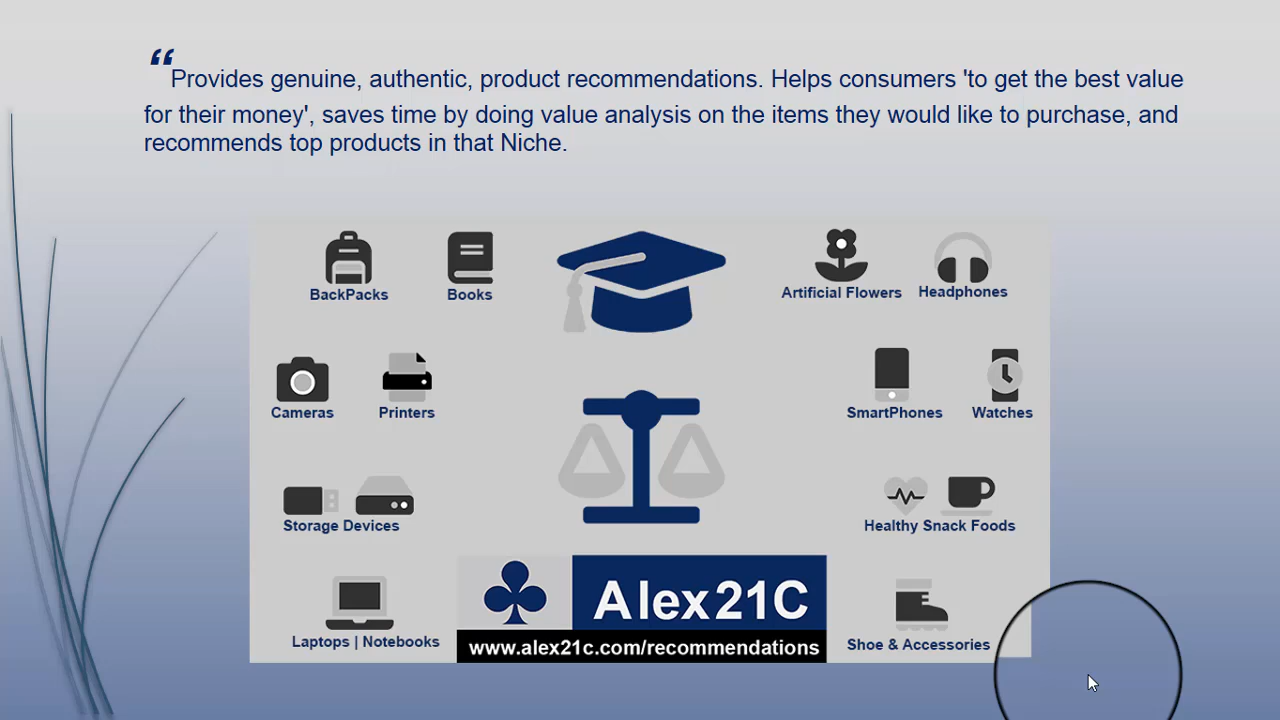 “Provides genuine, authentic, product recommendations. Helps consumers 'to get the best value
for their money', saves time by doing value analysis on the items they would like to purchase, and
recommends top products in that Niche.
BackPacks
Books
Artificial Flowers
Headphones
Cameras
Printers
SmartPhones
Watches
Storage Devices
Healthy Snack Foods
Alex21C
www.alex21c.com/recommendations
Laptops | Notebooks
Shoe & Accessories